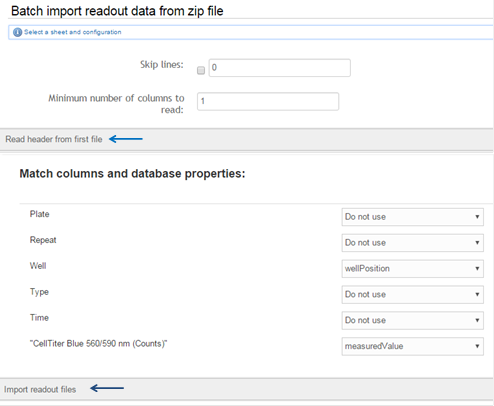 Batch import readout data from zip file
Select a sheet and configuration
Skip lines:
0
Minimum number of columns to
read:
1
Read header from first file
Match columns and database properties:
Plate
Do not use
Repeat
Do not use
Well
wellPosition
Type
Do not use
Time
Do not use
"CellTiter Blue 560/590 nm (Counts)"
measuredValue
Import readout files